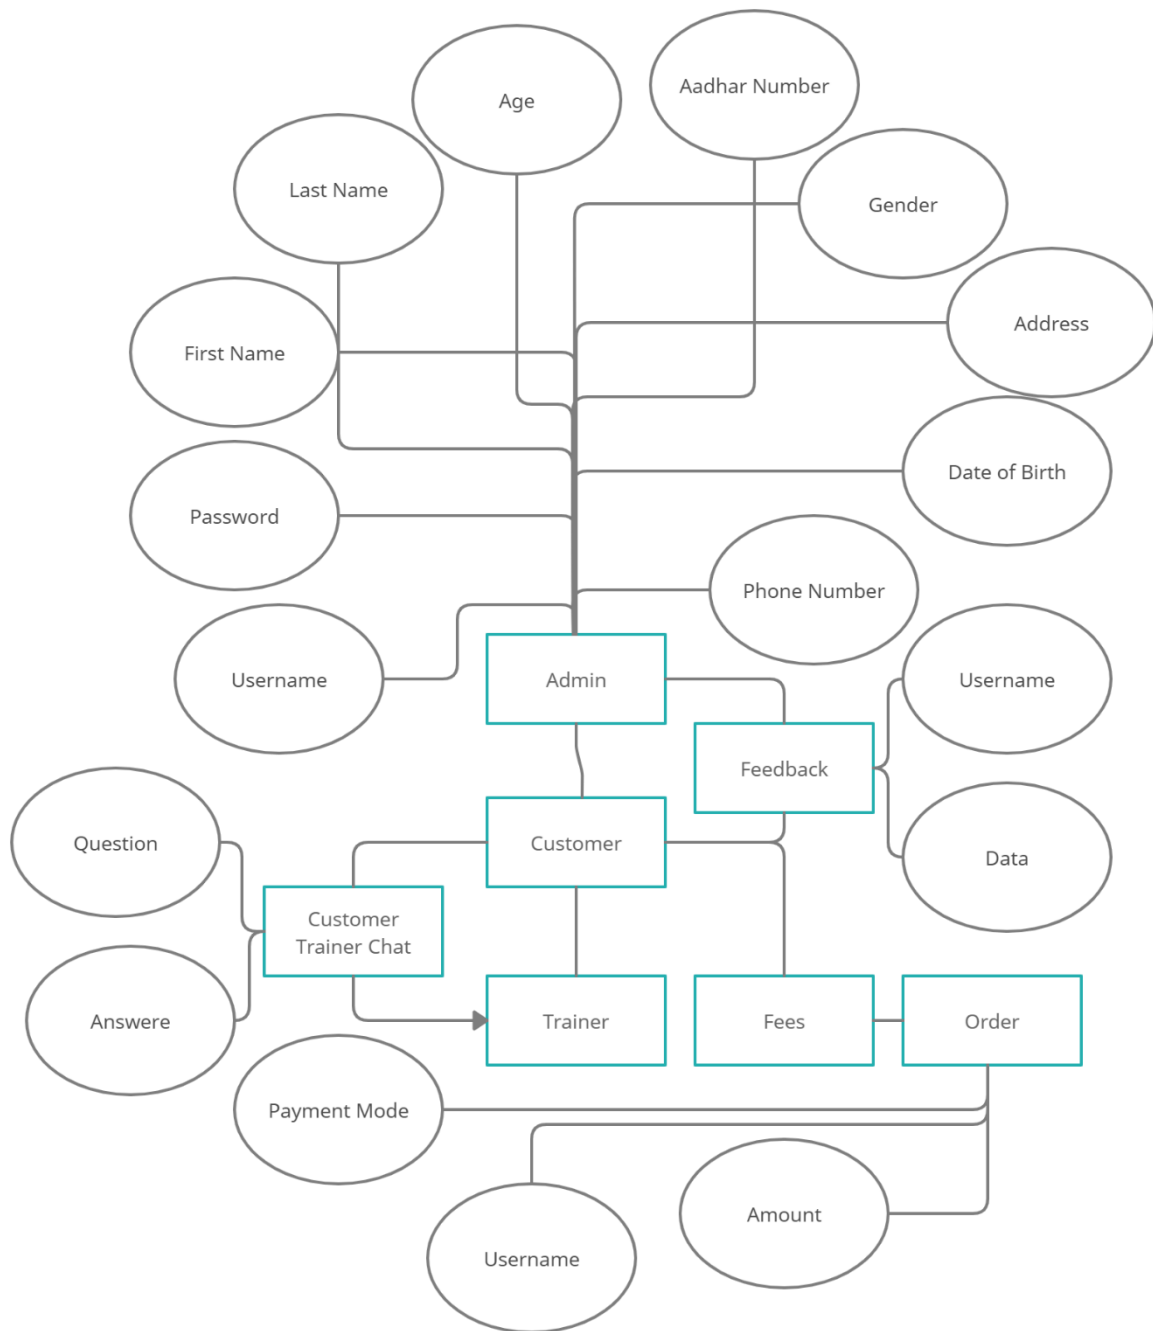 Age
Aadhar Number
Last Name
Gender
Address
First Name
Date of Birth
Password
Phone Number
Username
Admin
Username
Feedback
Question
Customer
Data
Customer
Trainer Chat
Answere
Trainer
Fees
Order
Payment Mode
Amount
Username